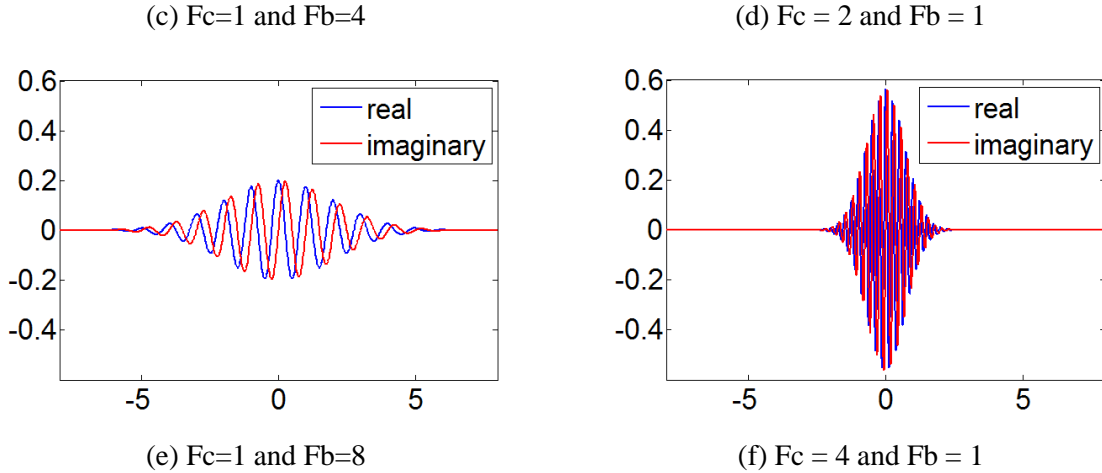 (c) Fc=1 and Fb=4
(d) Fc = 2 and Fb = 1
0.6
0.4
0.2
0
-0.2
-0.4
-5
0
5
real
imaginary
0.6
0.4
0.2
0
-0.2
-0.4
-5
0
5
real
imaginary
(e) Fc=1 and Fb=8
(f) Fc = 4 and Fb = 1